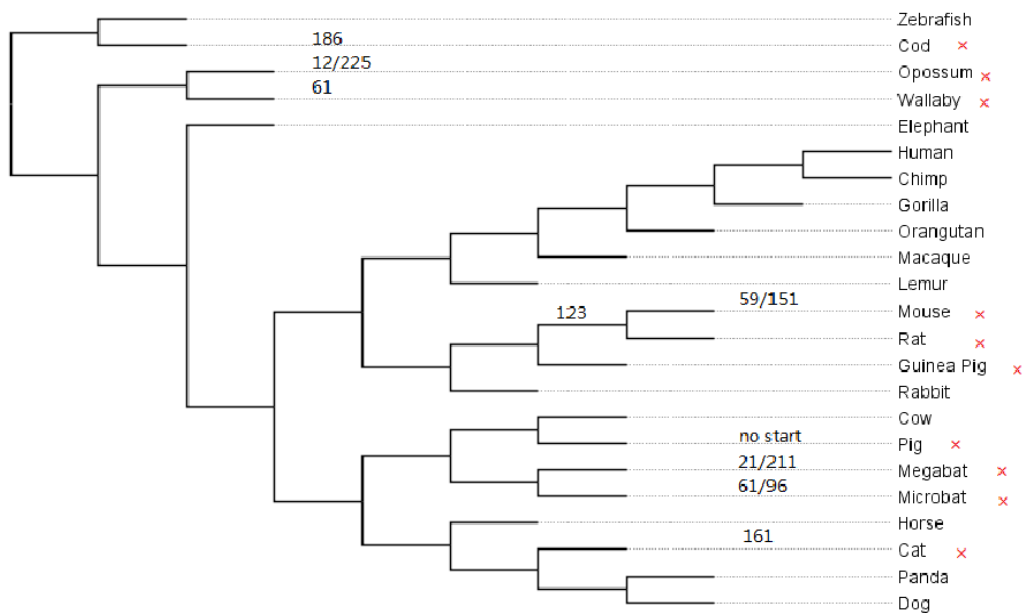 Zebrafish
186
Cod
12/225
Opossum
61
Wallaby
Elephant
Human
Chimp
Gorilla
Orangutan
Macaque
Lemur
59/151
123
Mouse
Rat
Guinea Pig
Rabbit
Cow
no start
Pig
21/211
Megabat
61/96
Microbat
Horse
161
Cat
Panda
Dog